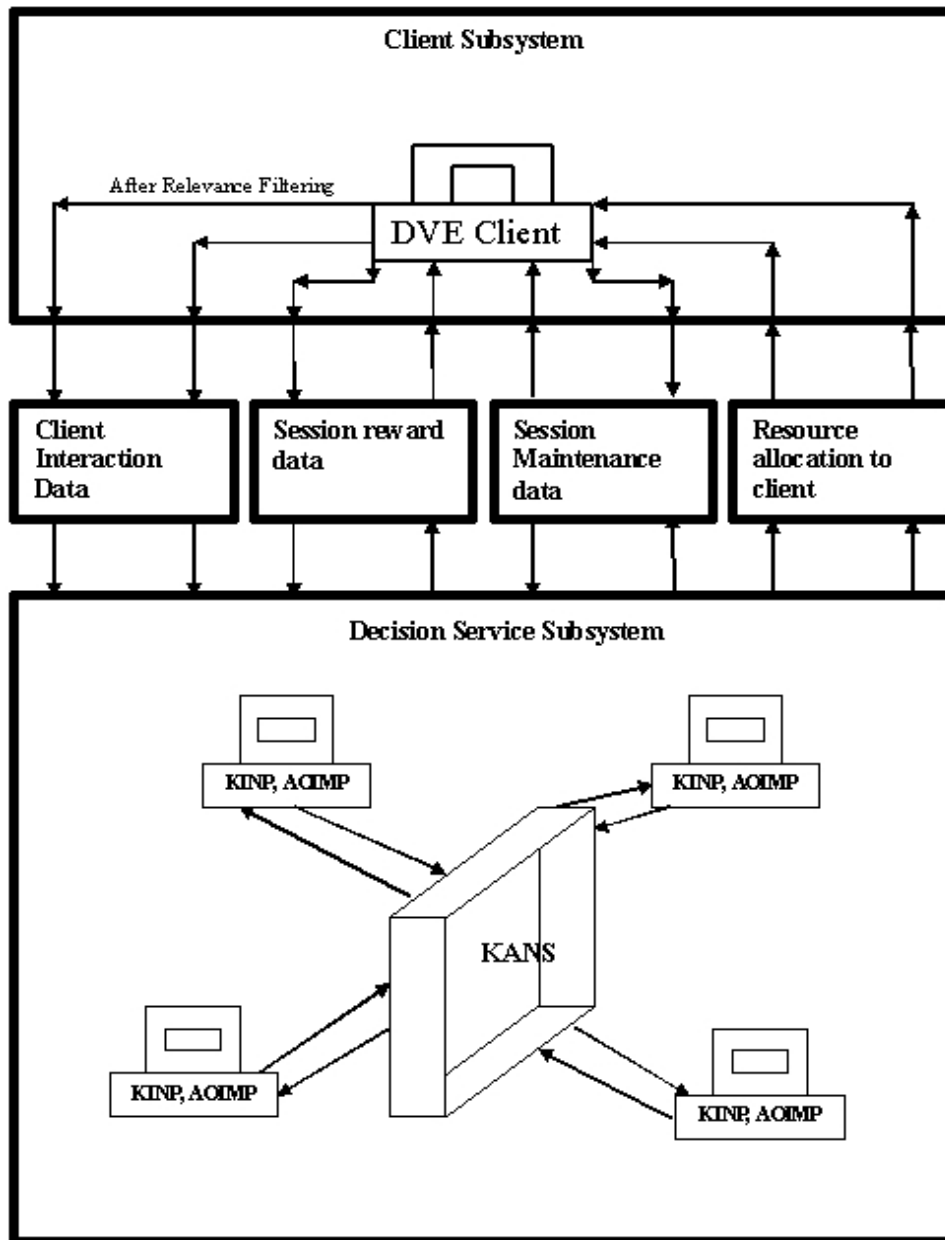 Client Subsystem
After Relevance Filtering
DVE Client
Client
Interaction
Data
Session reward
data
Session
Maintenance
data
Resource
allocation to
client
Decision Service Subsystem
KINP, AOIMP
KINP, AOIMP
KANS
KINP, AOIMP
KINP, AOIMP